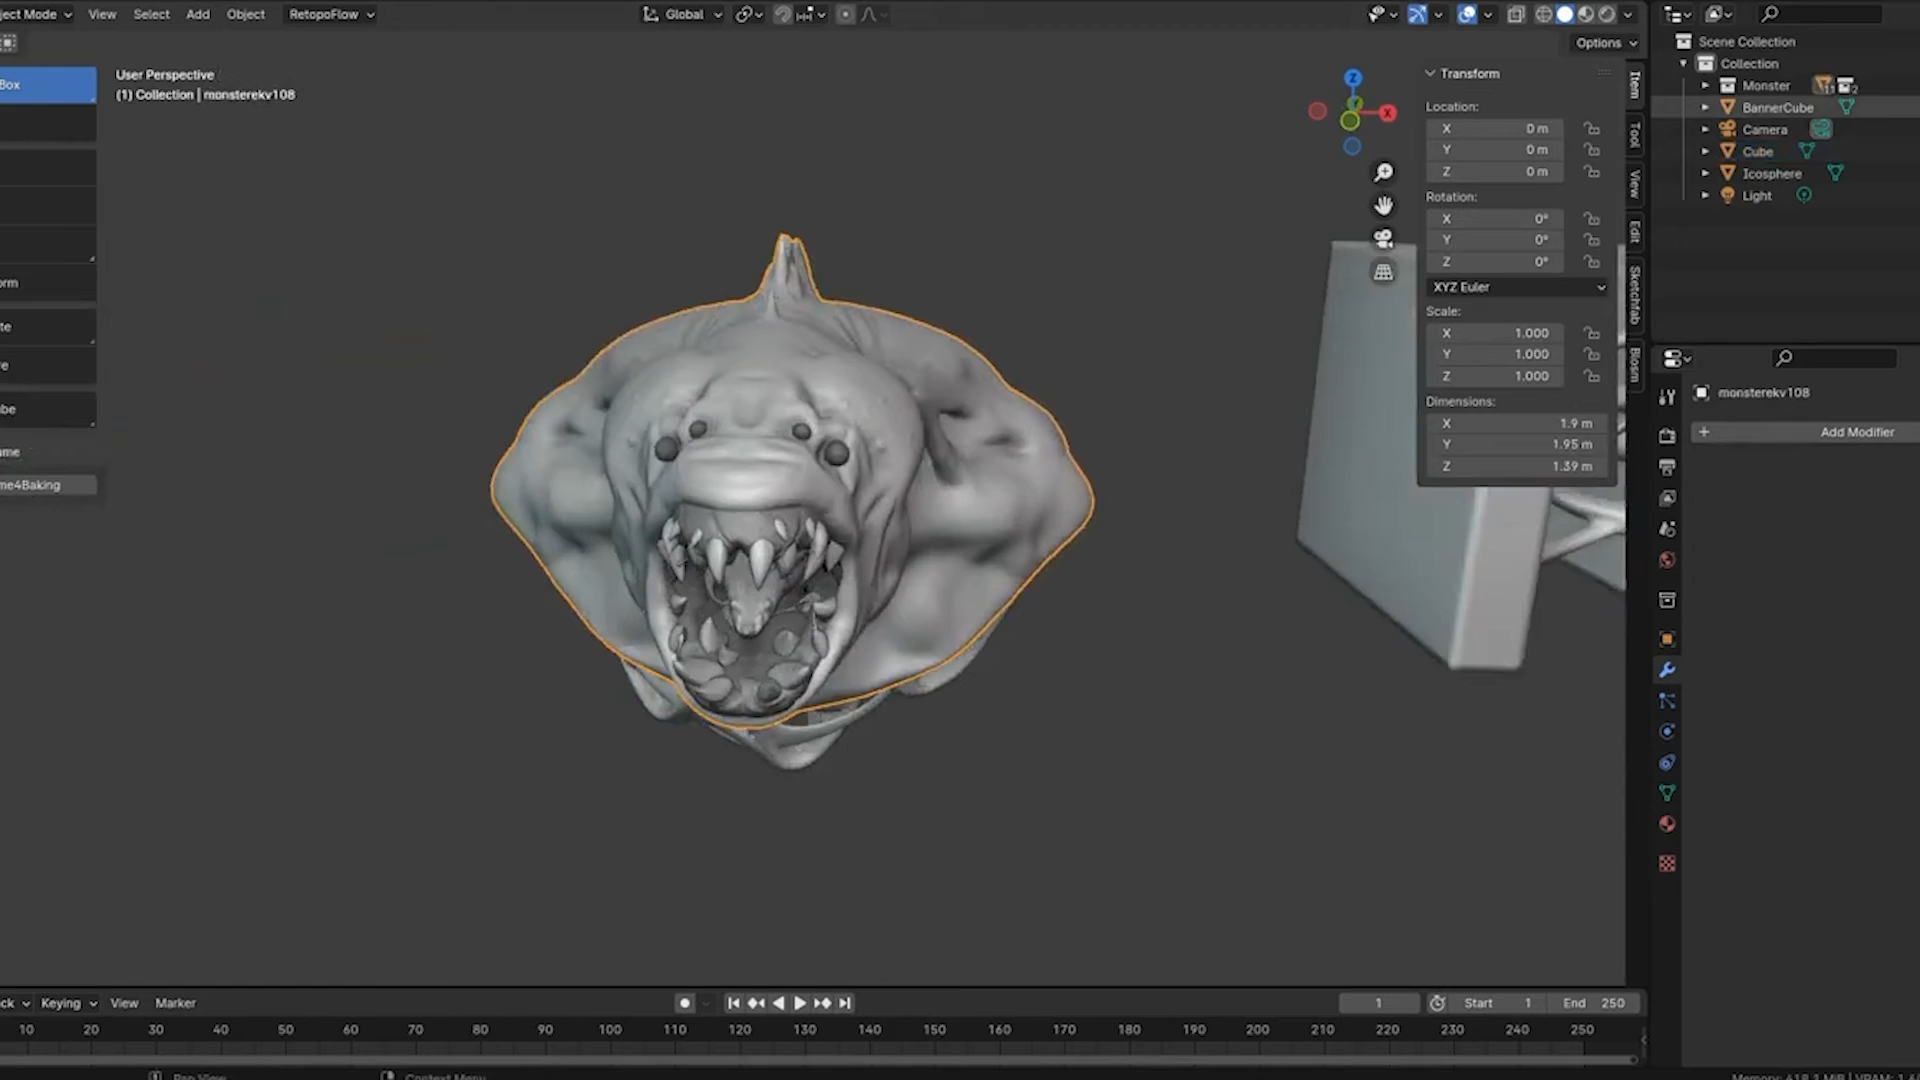 ject Mode View Select Add Object RetopoFlow Global
Options
Box
orm
te
re
be
me
ne4Baking
User Perspective
(1) Collection | monsterekv108
Z
X
Transform
Location:
X 0 m
Y 0 m
Z 0 m
Rotation:
X 0°
Y 0°
Z 0°
XYZ Euler
Scale:
X 1.000
Y 1.000
Z 1.000
Dimensions:
X 1.9 m
Y 1.95 m
Z 1.39 m
Item
Tool
View
Edit
Sketchfab
Blosm
Scene Collection
Collection
Monster
BannerCube
Camera
Cube
Icosphere
Light
monsterekv108
Add Modifier
ck Keying View Marker
1 Start 1 End 250
10 20 30 40 50 60 70 80 90 100 110 120 130 140 150 160 170 180 190 200 210 220 230 240 250